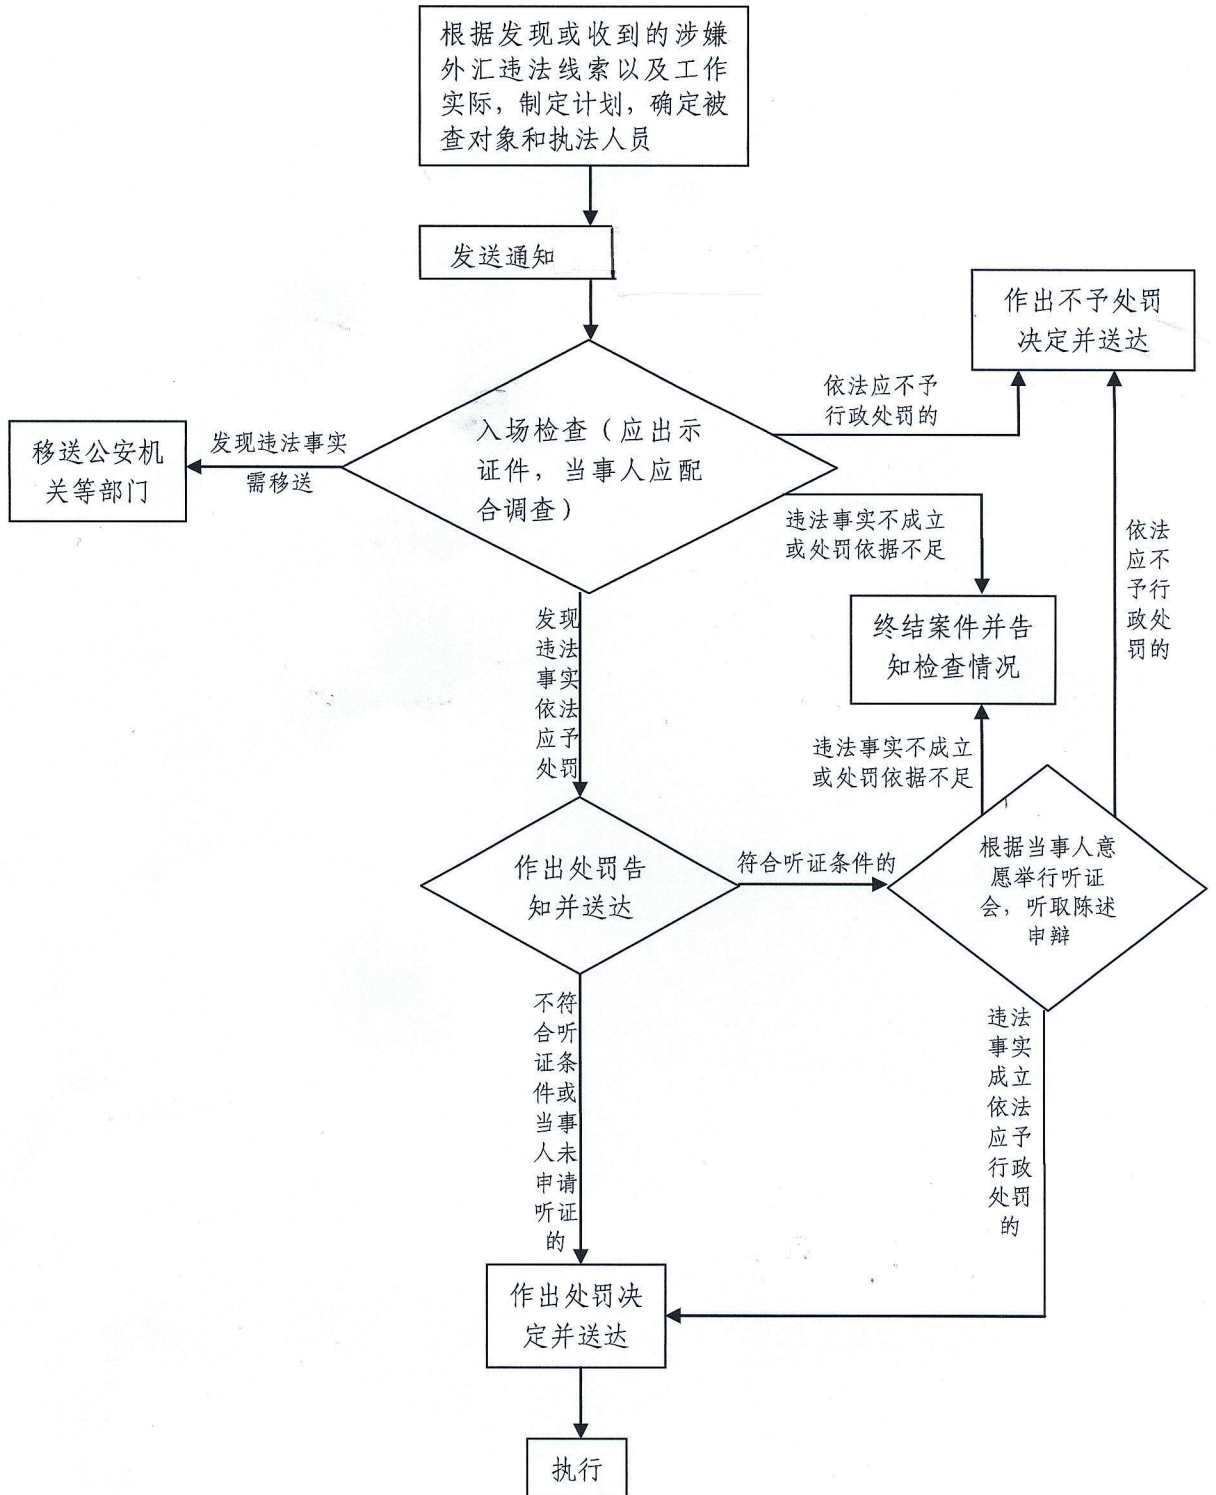 根据发现或收到的涉嫌
外汇违法线索以及工作
实际，制定计划，确定被
查对象和执法人员
发送通知
作出不予处罚
决定并送达
依法应不予
行政处罚的
入场检查（应出示
证件，当事人应配
合调查）
发现违法事实
需移送
移送公安机
关等部门
违法事实不成立
或处罚依据不足
依法
应不
予行
政处
罚的
终结案件并告
知检查情况
发现
违法
事实
依法
应予
处罚
违法事实不成立
或处罚依据不足
作出处罚告
知并送达
符合听证条件的
根据当事人意
愿举行听证
会，听取陈述
申辩
不符
合听
证条
件或
当事
人未
申请
听证
的
违法
事实
成立
依法
应予
行政
处罚
的
作出处罚决
定并送达
执行